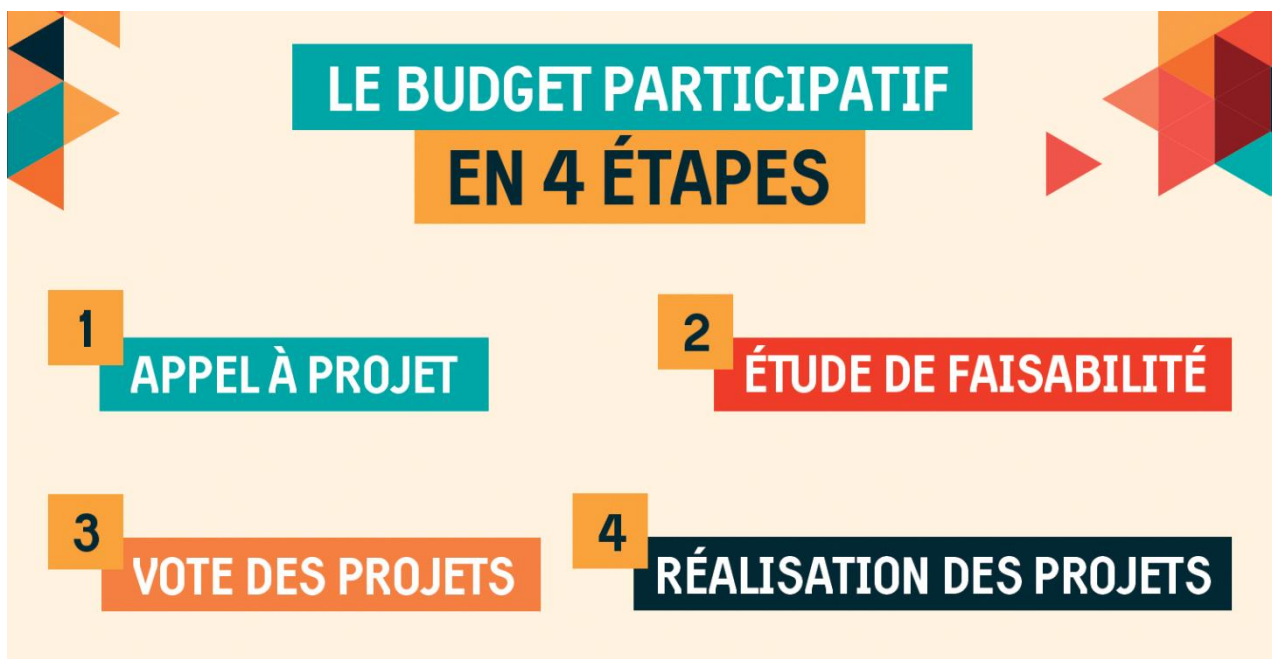 LE BUDGET PARTICIPATIF
EN 4 ÉTAPES
1
APPEL À PROJET
2
ÉTUDE DE FAISABILITÉ
3
VOTE DES PROJETS
4
RÉALISATION DES PROJETS